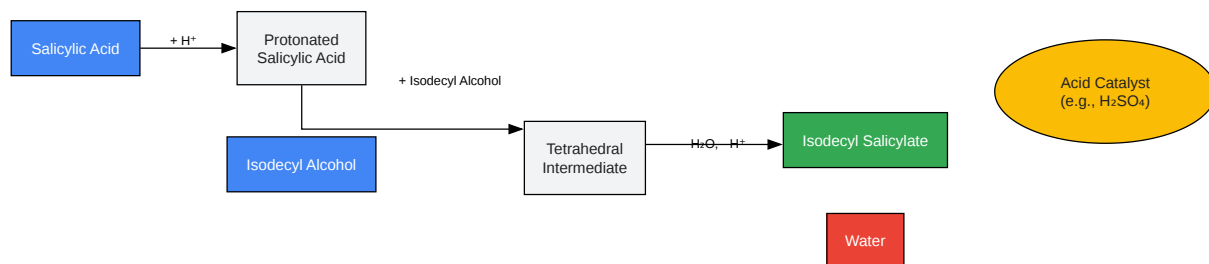 Salicylic Acid
+ H⁺
Protonated
Salicylic Acid
+ Isodecyl Alcohol
Acid Catalyst
(e.g., H₂SO₄)
Isodecyl Alcohol
Tetrahedral
Intermediate
H₂O, H⁺
Isodecyl Salicylate
Water